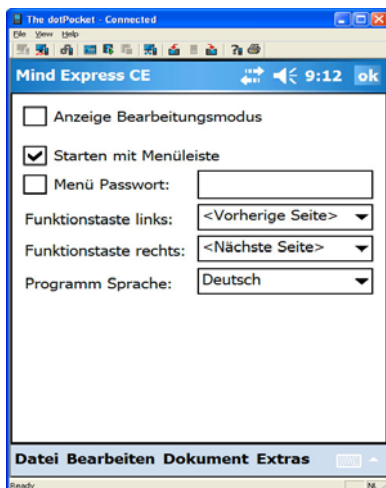 The dotPocket - Connected
File View Help
Mind Express CE 9:12 ok
Anzeige Bearbeitungsmodus
Starten mit Menüleiste
Menü Passwort:
Funktionstaste links: <Vorherige Seite>
Funktionstaste rechts: <Nächste Seite>
Programm Sprache: Deutsch
Datei Bearbeiten Dokument Extras
Ready NL